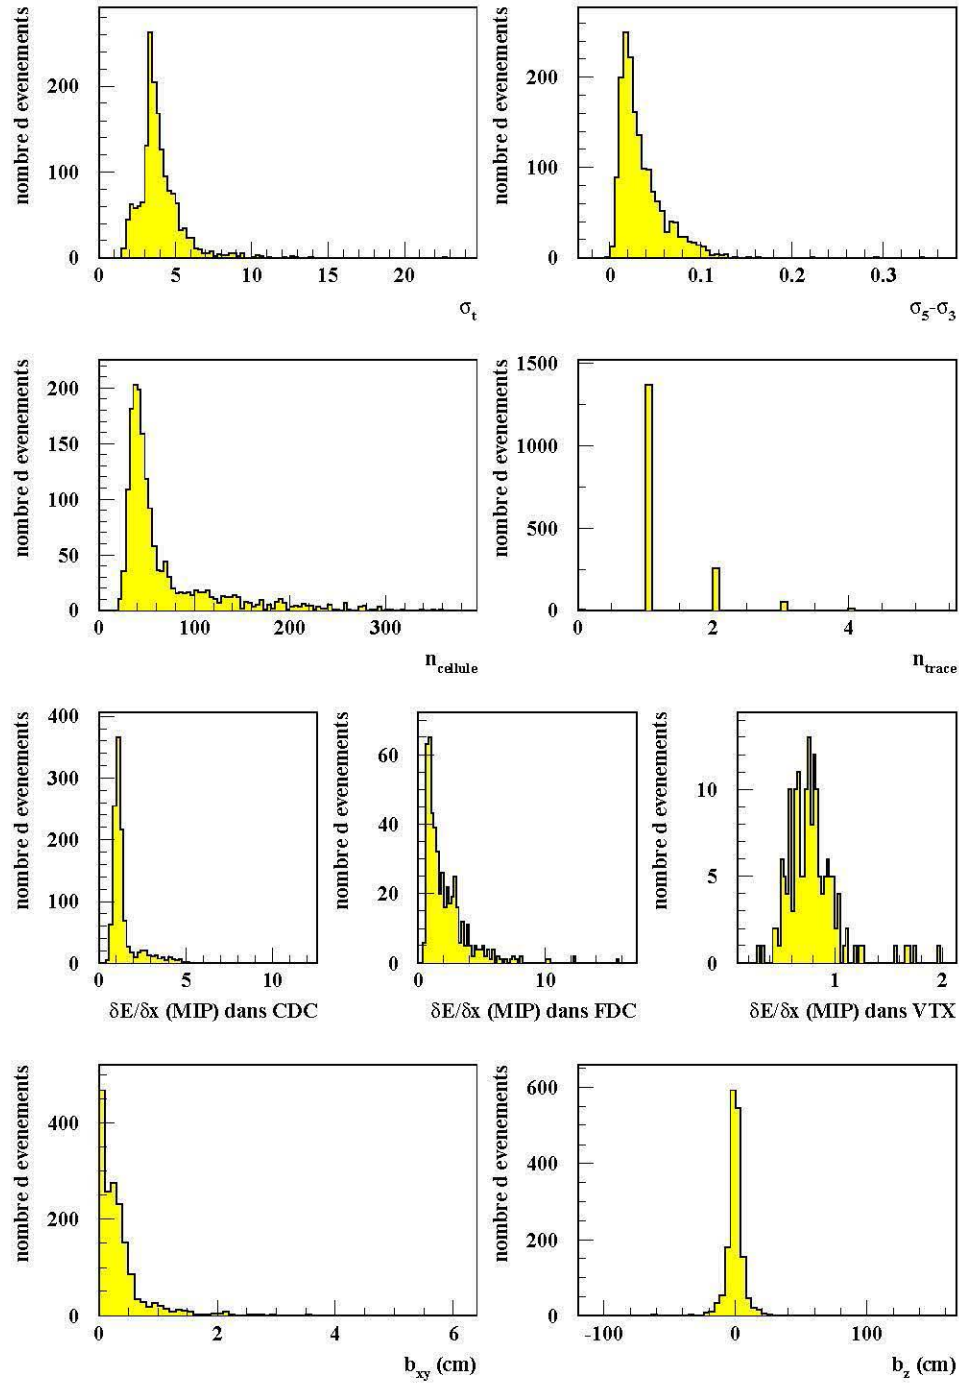 nombre d evenements
200
100
0
0 5 10 15 20
σt
nombre d evenements
200
100
0
0 0.1 0.2 0.3
σ5-σ3
nombre d evenements
200
150
100
50
0
0 100 200 300
ncellule
nombre d evenements
1500
1000
500
0
0 2 4
ntrace
nombre d evenements
400
300
200
100
0
0 5 10
δE/δx (MIP) dans CDC
nombre d evenements
60
40
20
0
0 10
δE/δx (MIP) dans FDC
nombre d evenements
10
5
0
1 2
δE/δx (MIP) dans VTX
nombre d evenements
400
200
0
0 2 4 6
bxy (cm)
nombre d evenements
600
400
200
0
-100 0 100
bz (cm)